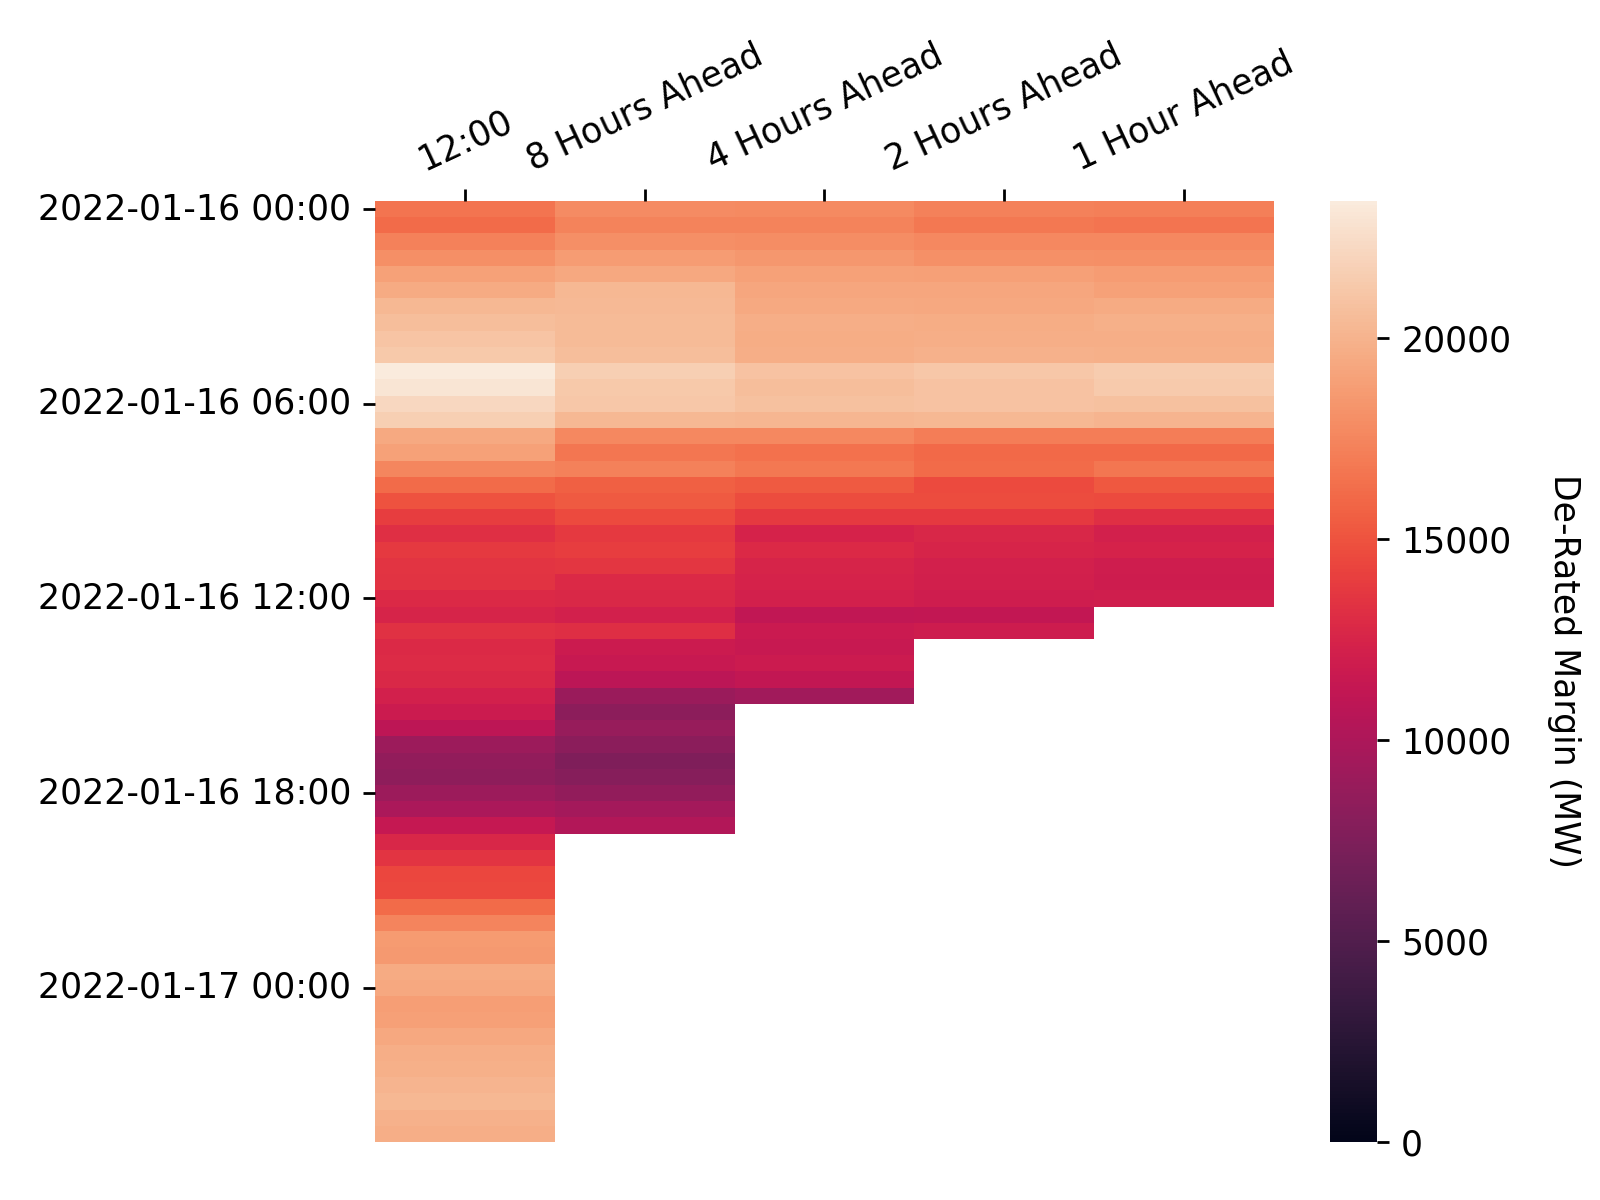 12:00
8 Hours Ahead
4 Hours Ahead
2 Hours Ahead
1 Hour Ahead
2022-01-16 00:00
2022-01-16 06:00
2022-01-16 12:00
2022-01-16 18:00
2022-01-17 00:00
20000
15000
10000
5000
0
De-Rated Margin (MW)